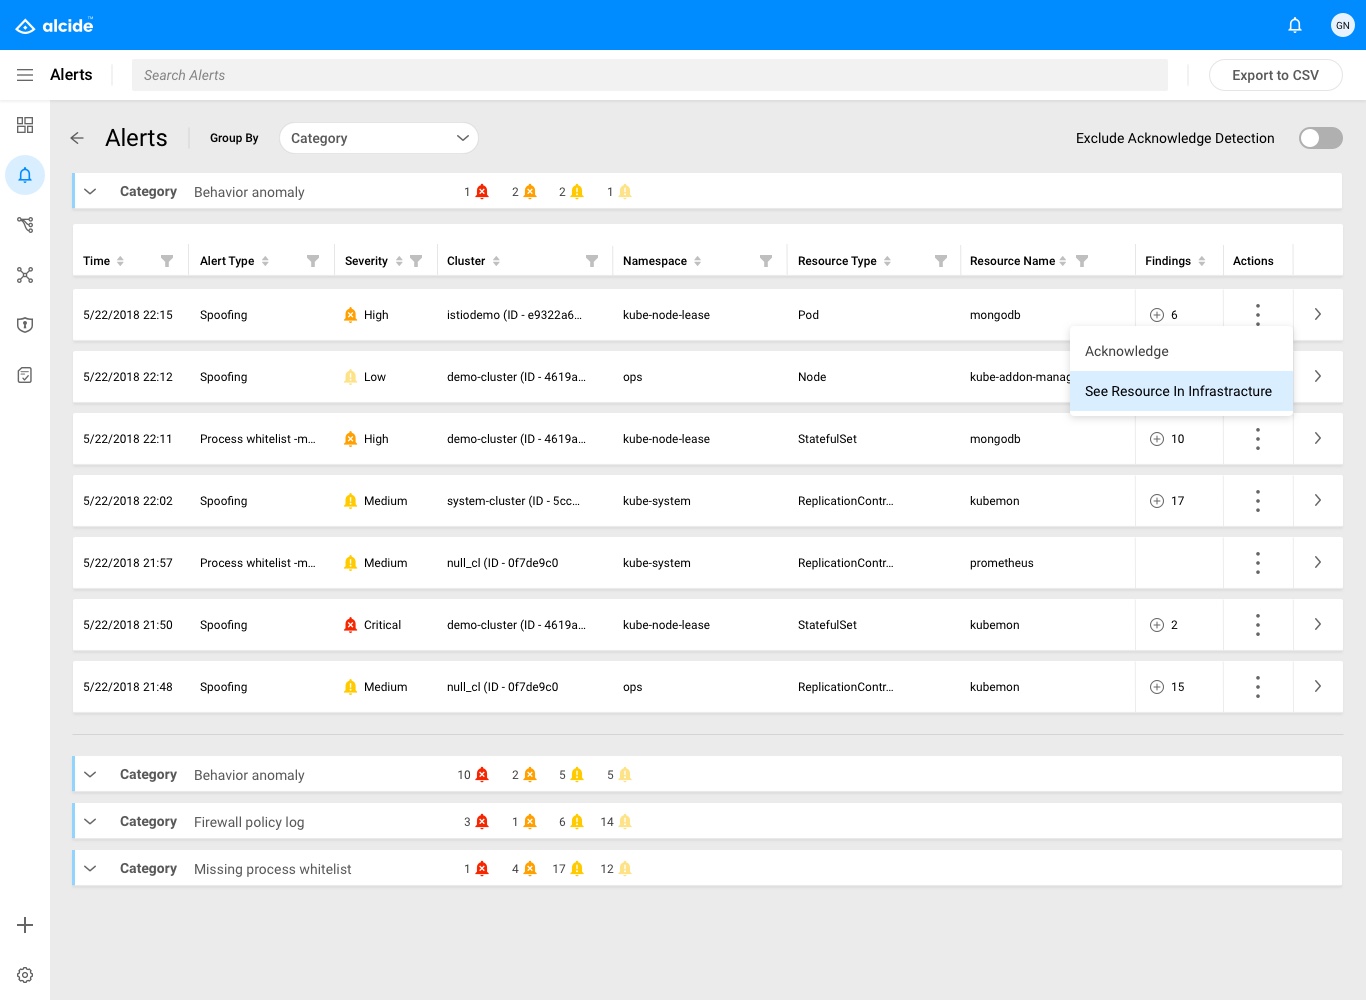 alcide™
GN
Alerts
Search Alerts
Export to CSV
Alerts
Group By
Category
Exclude Acknowledge Detection
Category Behavior anomaly 1 2 2 1
Time Alert Type Severity Cluster Namespace Resource Type Resource Name Findings Actions
5/22/2018 22:15 Spoofing High istiodemo (ID - e9322a6... kube-node-lease Pod mongodb 6
Acknowledge
5/22/2018 22:12 Spoofing Low demo-cluster (ID - 4619a... ops Node kube-addon-manag
See Resource In Infrastracture
5/22/2018 22:11 Process whitelist -m... High demo-cluster (ID - 4619a... kube-node-lease StatefulSet mongodb 10
5/22/2018 22:02 Spoofing Medium system-cluster (ID - 5cc... kube-system ReplicationContr... kubemon 17
5/22/2018 21:57 Process whitelist -m... Medium null_cl (ID - 0f7de9c0 kube-system ReplicationContr... prometheus
5/22/2018 21:50 Spoofing Critical demo-cluster (ID - 4619a... kube-node-lease StatefulSet kubemon 2
5/22/2018 21:48 Spoofing Medium null_cl (ID - 0f7de9c0 ops ReplicationContr... kubemon 15
Category Behavior anomaly 10 2 5 5
Category Firewall policy log 3 1 6 14
Category Missing process whitelist 1 4 17 12